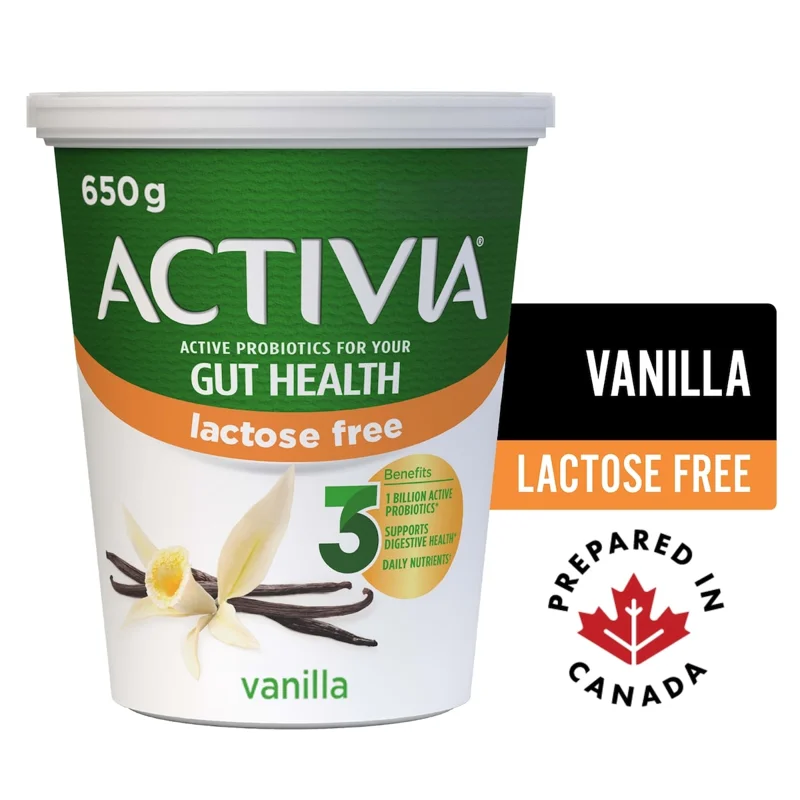 650 g
ACTIVIA®
ACTIVE PROBIOTICS FOR YOUR
GUT HEALTH
lactose free
3
Benefits
1 BILLION ACTIVE
PROBIOTICS*
SUPPORTS
DIGESTIVE HEALTH*
DAILY NUTRIENTS
vanilla
VANILLA
LACTOSE FREE
PREPARED IN
CANADA